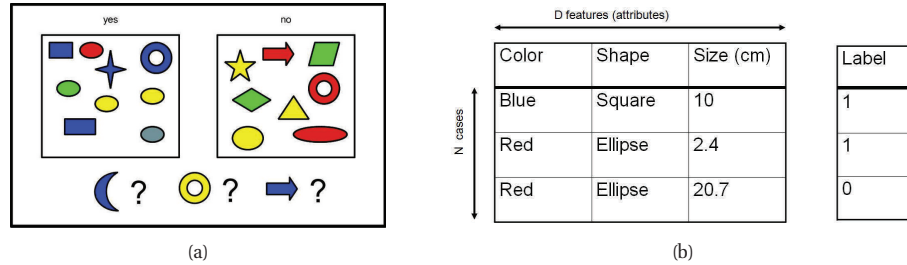 yes no
? ? ?
(a)
D features (attributes)
N cases
Color Shape Size (cm)
Blue Square 10
Red Ellipse 2.4
Red Ellipse 20.7
Label
1
1
0
(b)